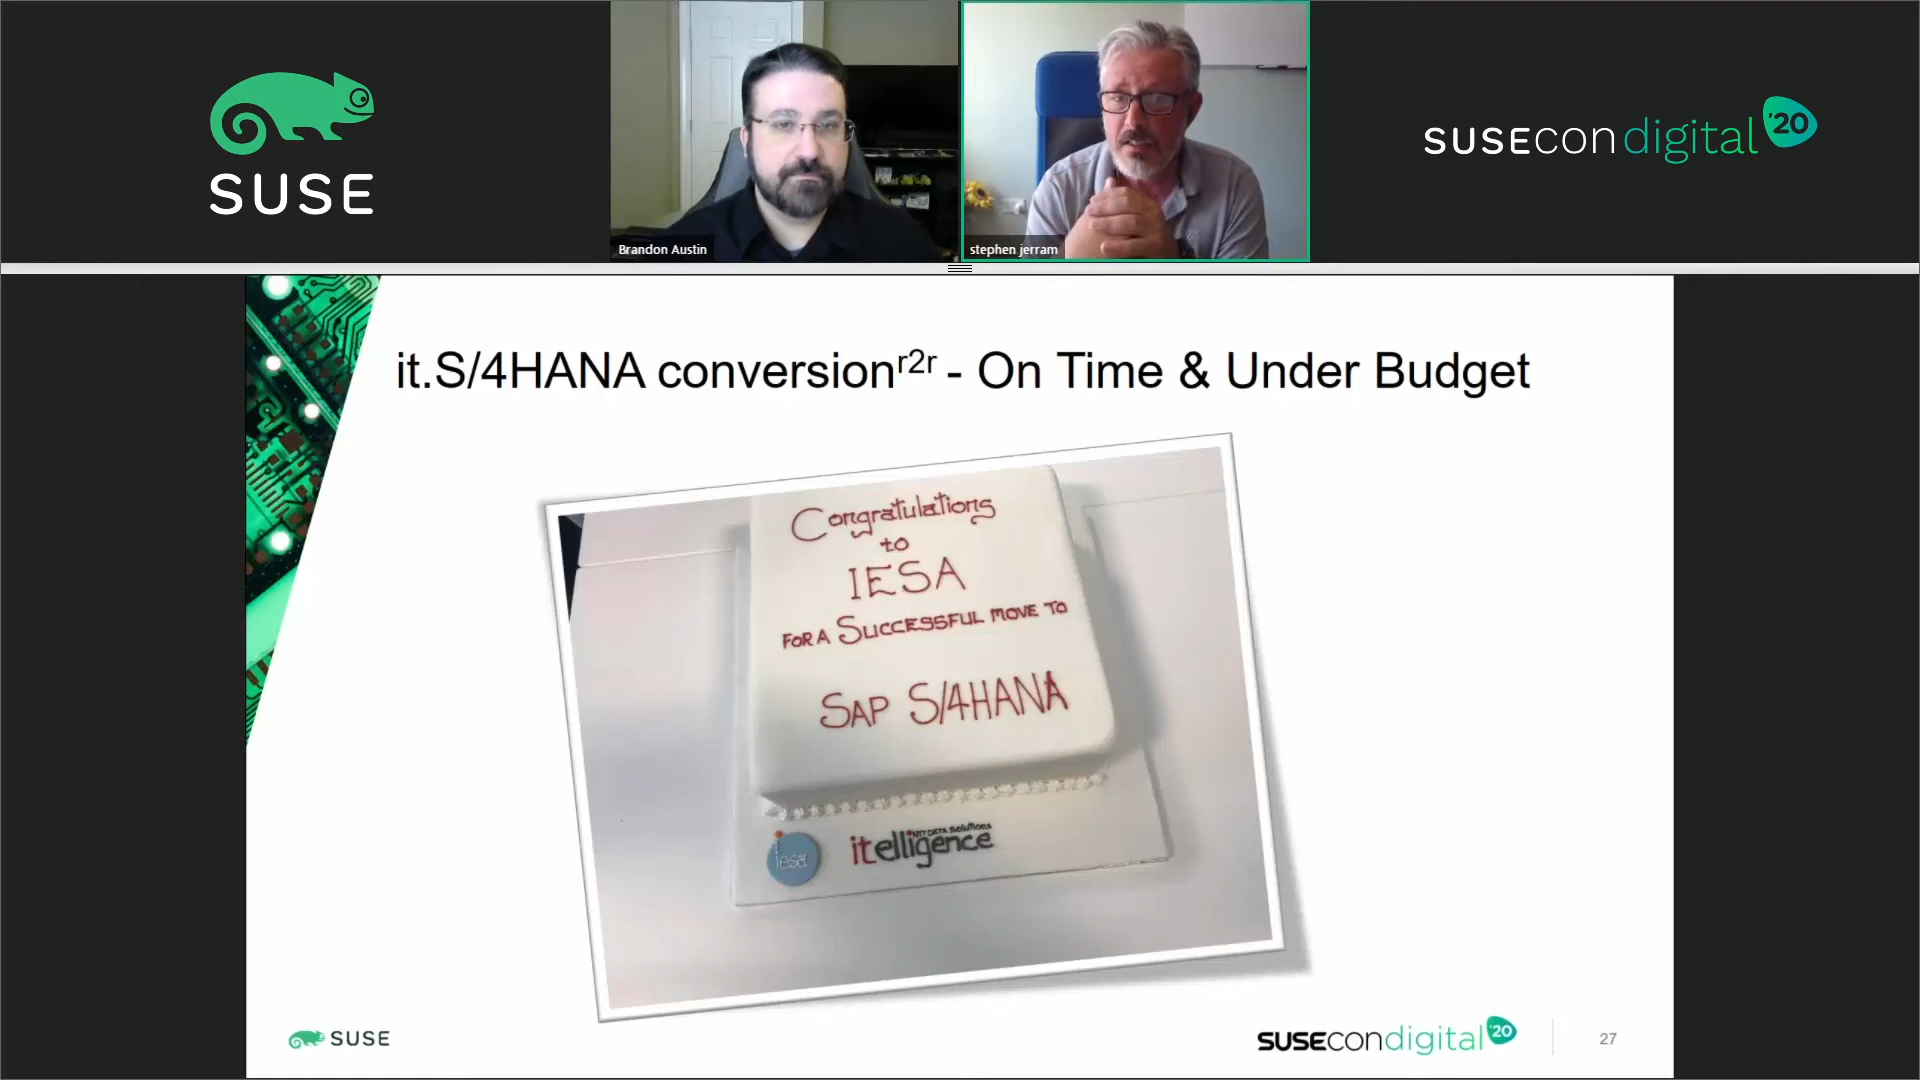 SUSE
Brandon Austin
stephen jerram
SUSEcon digital '20
it.S/4HANA conversionr2r - On Time & Under Budget
Congratulations
to
IESA
FOR A SUCCESSFUL MOVE TO
SAP S/4HANA
iesa
NTT DATA Solutions
itelligence
SUSE
SUSEcon digital '20
27